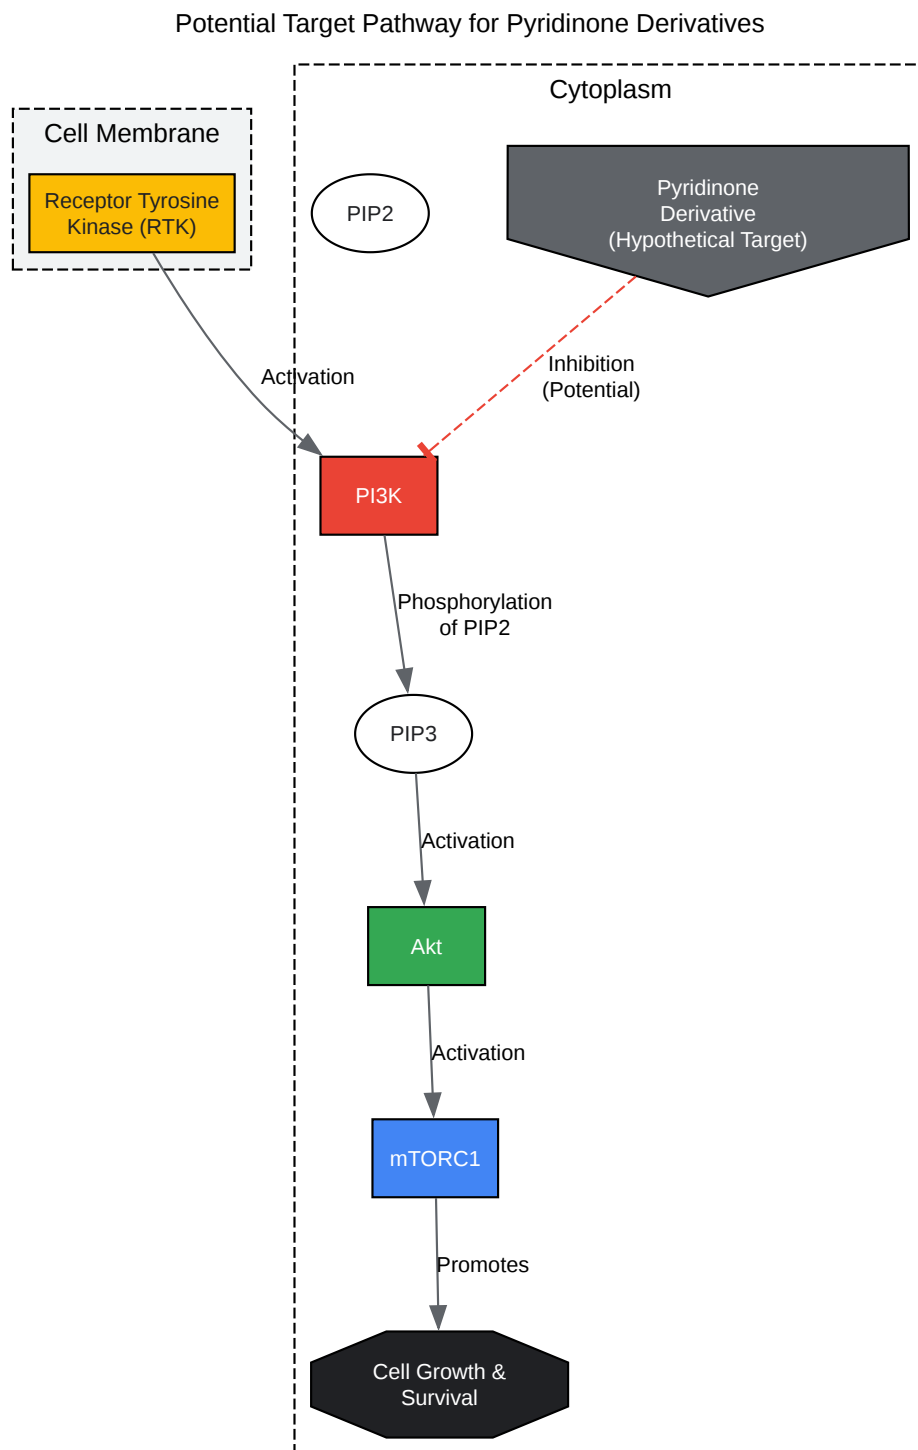 Potential Target Pathway for Pyridinone Derivatives
Cytoplasm
Cell Membrane
Receptor Tyrosine
Kinase (RTK)
PIP2
Pyridinone
Derivative
(Hypothetical Target)
Activation
Inhibition
(Potential)
PI3K
Phosphorylation
of PIP2
PIP3
Activation
Akt
Activation
mTORC1
Promotes
Cell Growth &
Survival